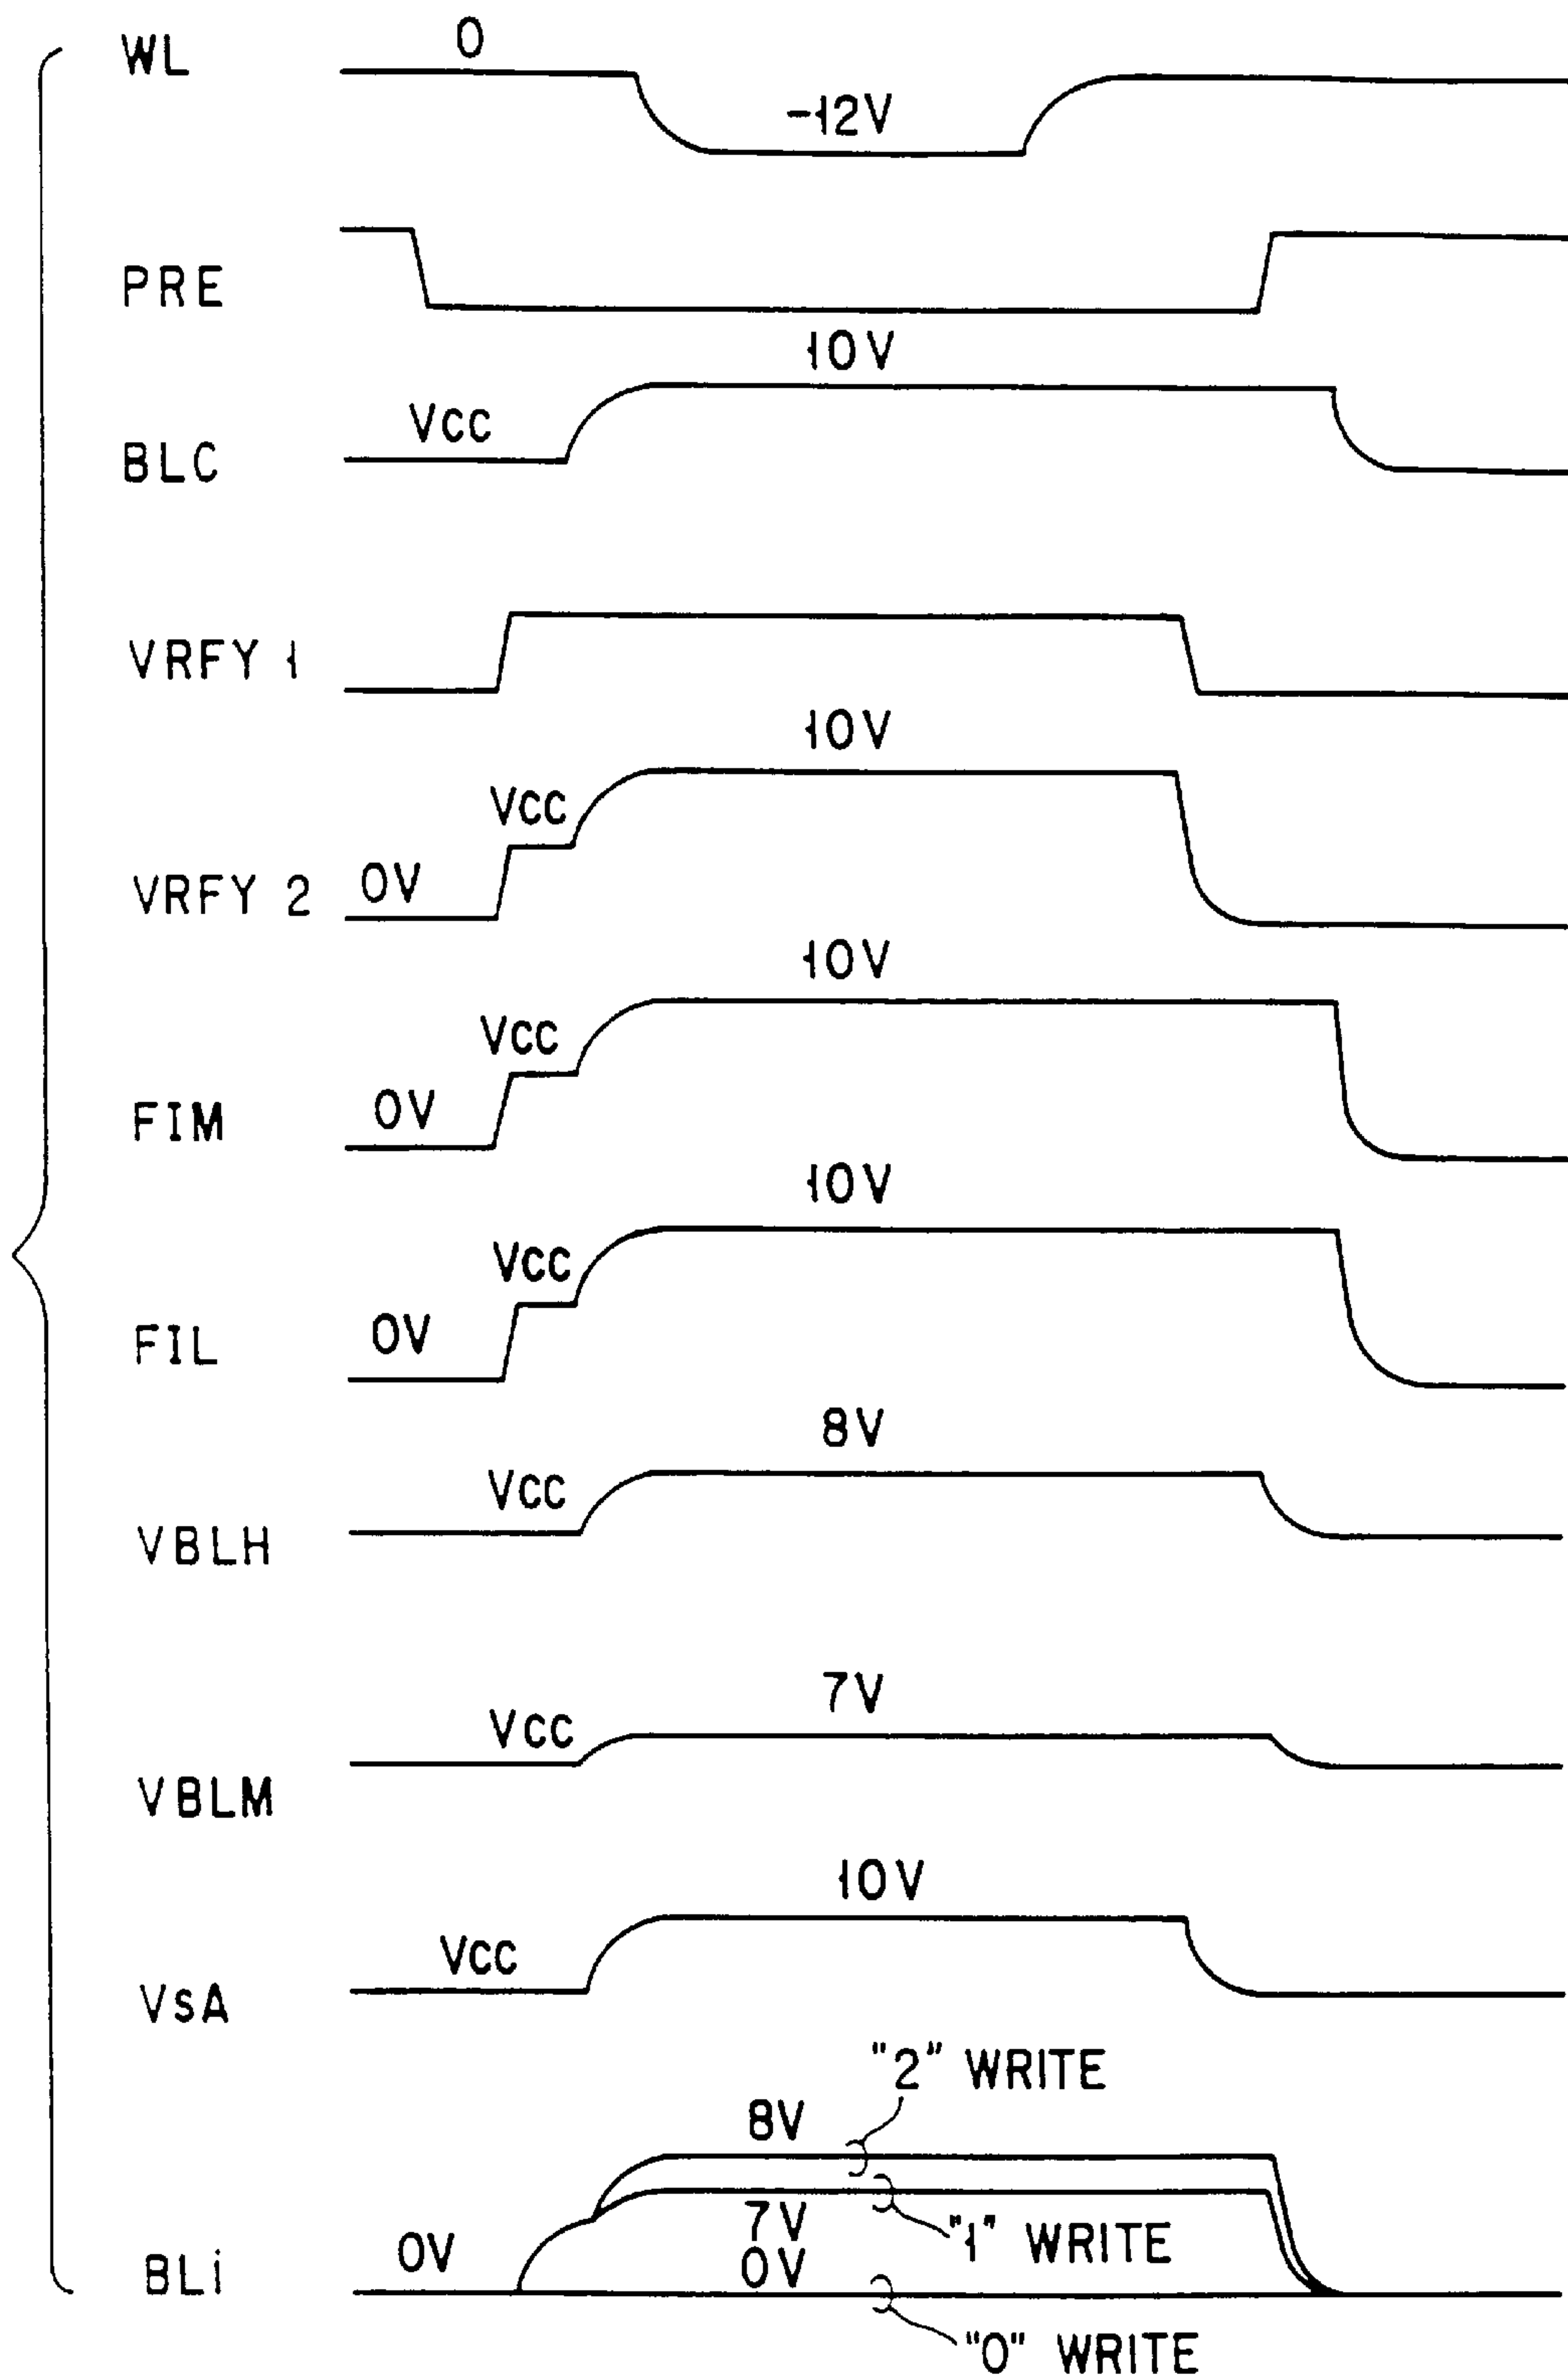 WL 0
-12V
PRE
10V
VCC
BLC
VRFY 1
10V
VCC
VRFY 2 0V
10V
VCC
0V
FIM
10V
VCC
0V
FIL
8V
VCC
VBLH
7V
VCC
VBLM
10V
VCC
VSA
"2" WRITE
8V
7V
"1" WRITE
0V 0V
BLi
"0" WRITE